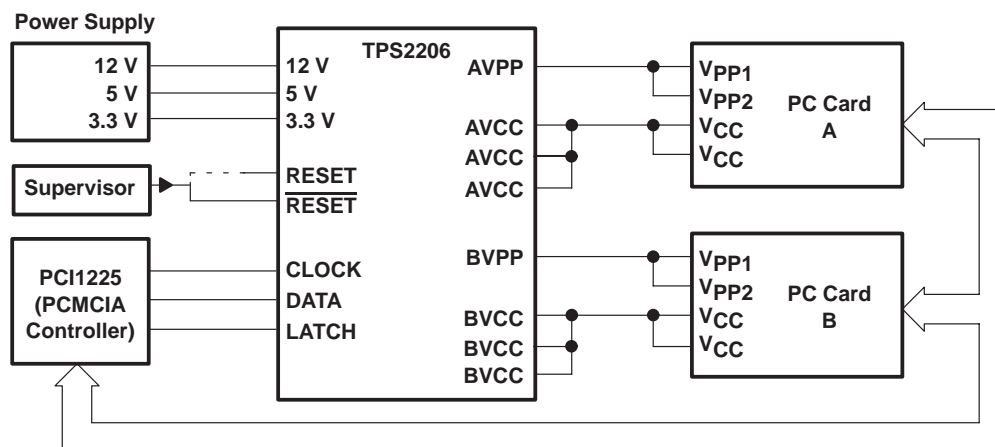 Power Supply
12 V
5 V
3.3 V
Supervisor
PCI1225
(PCMCIA
Controller)
TPS2206
12 V
5 V
3.3 V
RESET
RESET
CLOCK
DATA
LATCH
AVPP
AVCC
AVCC
AVCC
BVPP
BVCC
BVCC
BVCC
VPP1
VPP2
VCC
VCC
PC Card
A
VPP1
VPP2
VCC
VCC
PC Card
B